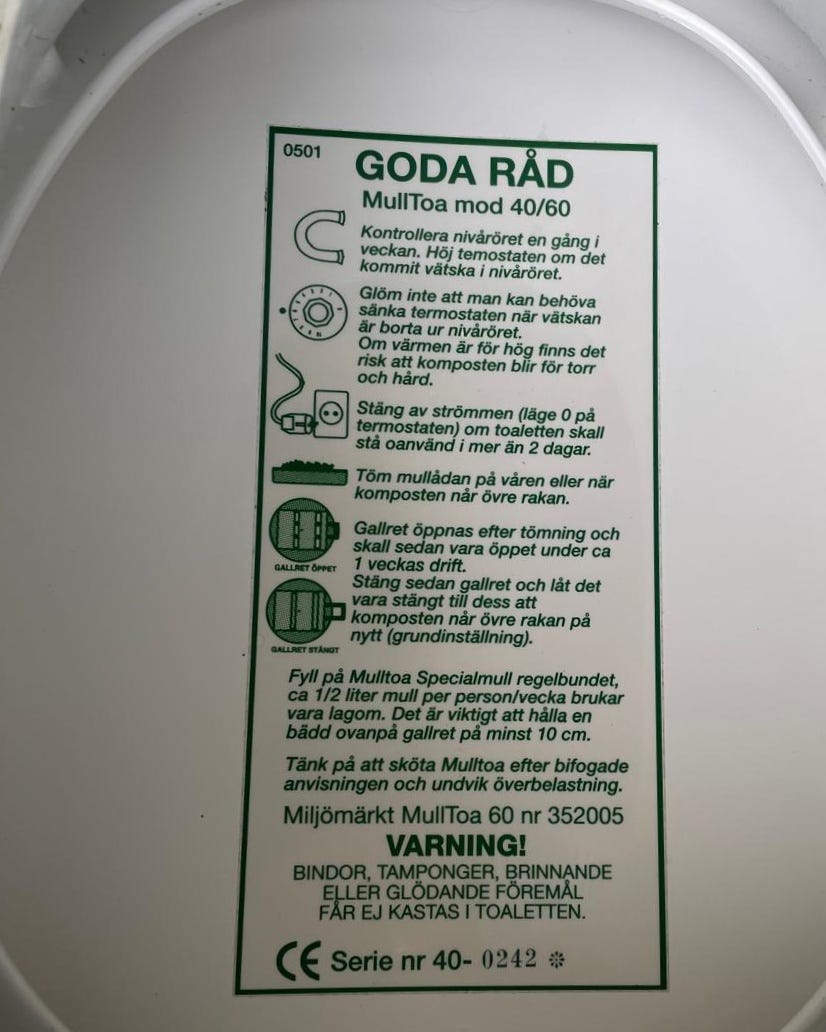 0501
GODA RÅD
MullToa mod 40/60
Kontrollera nivåröret en gång i
veckan. Höj temostaten om det
kommit vätska i nivåröret.
Glöm inte att man kan behöva
sänka termostaten när vätskan
är borta ur nivåröret.
Om värmen är för hög finns det
risk att komposten blir för torr
och hård.
Stäng av strömmen (läge 0 på
termostaten) om toaletten skall
stå oanvänd i mer än 2 dagar.
Töm mullådan på våren eller när
komposten når övre rakan.
Gallret öppnas efter tömning och
skall sedan vara öppet under ca
1 veckas drift.
GALLRET ÖPPET
Stäng sedan gallret och låt det
vara stängt till dess att
komposten når övre rakan på
nytt (grundinställning).
GALLRET STÄNGT
Fyll på Mulltoa Specialmull regelbundet,
ca 1/2 liter mull per person/vecka brukar
vara lagom. Det är viktigt att hålla en
bädd ovanpå gallret på minst 10 cm.
Tänk på att sköta Mulltoa efter bifogade
anvisningen och undvik överbelastning.
Miljömärkt MullToa 60 nr 352005
VARNING!
BINDOR, TAMPONGER, BRINNANDE
ELLER GLÖDANDE FÖREMÅL
FÅR EJ KASTAS I TOALETTEN.
CE Serie nr 40- 0242 *